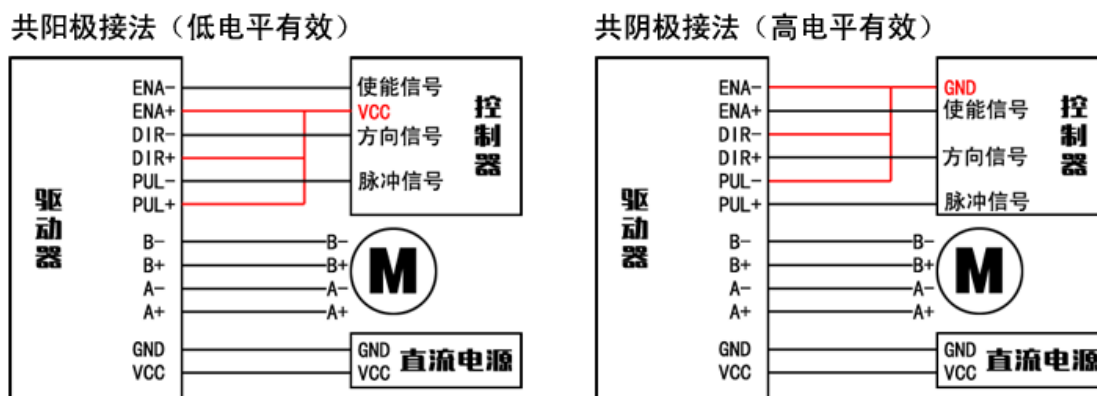 共阳极接法（低电平有效）
ENA-
ENA+
DIR-
DIR+
PUL-
PUL+
驱动器
B-
B+
A-
A+
GND
VCC
使能信号
VCC
方向信号
脉冲信号
控制器
B-
B+
A-
A+
M
GND
VCC
直流电源
共阴极接法（高电平有效）
ENA-
ENA+
DIR-
DIR+
PUL-
PUL+
驱动器
B-
B+
A-
A+
GND
VCC
GND
使能信号
方向信号
脉冲信号
控制器
B-
B+
A-
A+
M
GND
VCC
直流电源